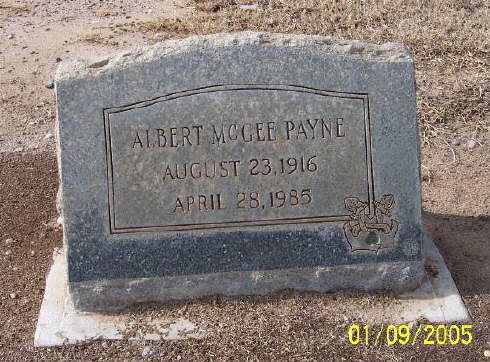 ALBERT MCGEE PAYNE
AUGUST 23, 1916
APRIL 28, 1985
01/09/2005